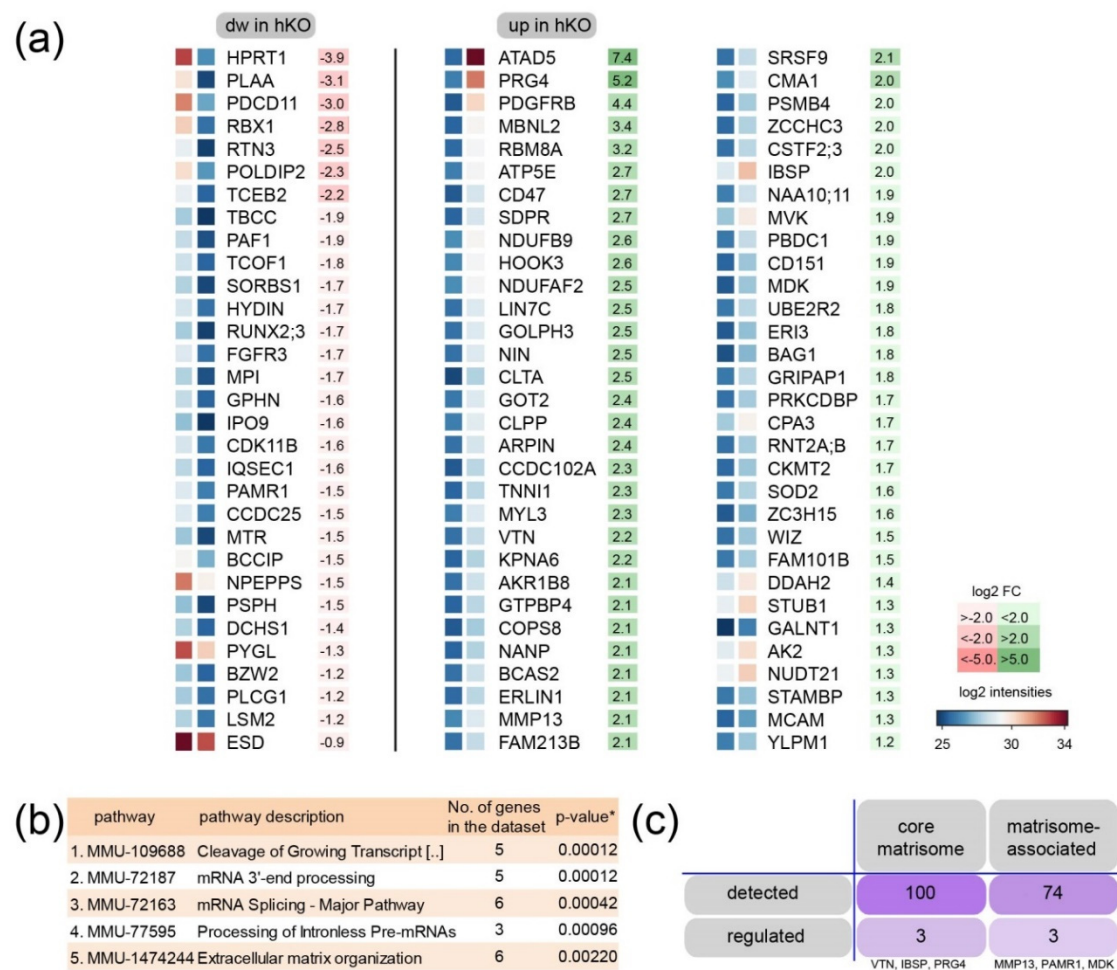 (a)
dw in hKO
HPRT1 -3.9
PLAA -3.1
PDCD11 -3.0
RBX1 -2.8
RTN3 -2.5
POLDIP2 -2.3
TCEB2 -2.2
TBCC -1.9
PAF1 -1.9
TCOF1 -1.8
SORBS1 -1.7
HYDIN -1.7
RUNX2;3 -1.7
FGFR3 -1.7
MPI -1.7
GPHN -1.6
IPO9 -1.6
CDK11B -1.6
IQSEC1 -1.6
PAMR1 -1.5
CCDC25 -1.5
MTR -1.5
BCCIP -1.5
NPEPPS -1.5
PSPH -1.5
DCHS1 -1.4
PYGL -1.3
BZW2 -1.2
PLCG1 -1.2
LSM2 -1.2
ESD -0.9
up in hKO
ATAD5 7.4
PRG4 5.2
PDGFRB 4.4
MBNL2 3.4
RBM8A 3.2
ATP5E 2.7
CD47 2.7
SDPR 2.7
NDUFB9 2.6
HOOK3 2.6
NDUFAF2 2.5
LIN7C 2.5
GOLPH3 2.5
NIN 2.5
CLTA 2.5
GOT2 2.4
CLPP 2.4
ARPIN 2.4
CCDC102A 2.3
TNNI1 2.3
MYL3 2.3
VTN 2.2
KPNA6 2.2
AKR1B8 2.1
GTPBP4 2.1
COPS8 2.1
NANP 2.1
BCAS2 2.1
ERLIN1 2.1
MMP13 2.1
FAM213B 2.1
SRSF9 2.1
CMA1 2.0
PSMB4 2.0
ZCCHC3 2.0
CSTF2;3 2.0
IBSP 2.0
NAA10;11 1.9
MVK 1.9
PBDC1 1.9
CD151 1.9
MDK 1.9
UBE2R2 1.8
ERI3 1.8
BAG1 1.8
GRIPAP1 1.8
PRKCDBP 1.7
CPA3 1.7
RNT2A;B 1.7
CKMT2 1.7
SOD2 1.6
ZC3H15 1.6
WIZ 1.5
FAM101B 1.5
DDAH2 1.4
STUB1 1.3
GALNT1 1.3
AK2 1.3
NUDT21 1.3
STAMBP 1.3
MCAM 1.3
YLPM1 1.2
log2 FC
>-2.0 <2.0
<-2.0 >2.0
<-5.0. >5.0
log2 intensities
25 30 34
(b)
pathway pathway description No. of genes in the dataset p-value*
1. MMU-109688 Cleavage of Growing Transcript [..] 5 0.00012
2. MMU-72187 mRNA 3'-end processing 5 0.00012
3. MMU-72163 mRNA Splicing - Major Pathway 6 0.00042
4. MMU-77595 Processing of Intronless Pre-mRNAs 3 0.00096
5. MMU-1474244 Extracellular matrix organization 6 0.00220
(c)
core matrisome
matrisome-associated
detected 100 74
regulated 3 3
VTN, IBSP, PRG4 MMP13, PAMR1, MDK